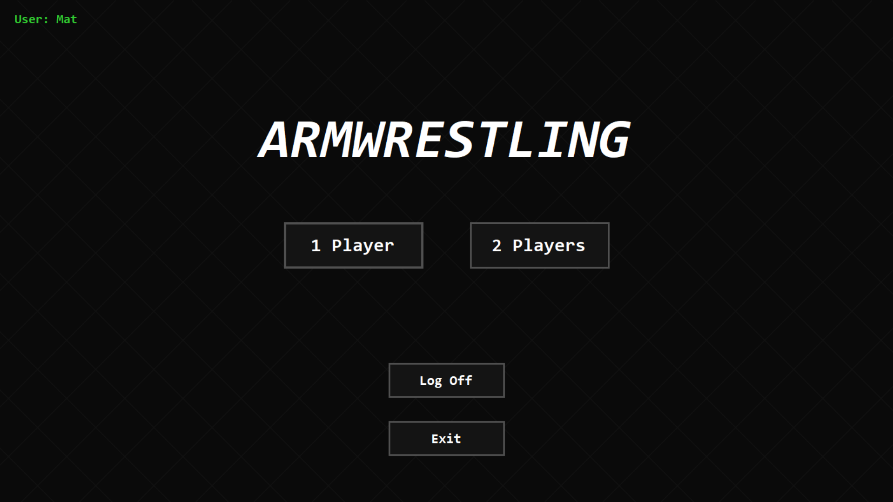 User: Mat
ARMWRESTLING
1 Player
2 Players
Log Off
Exit